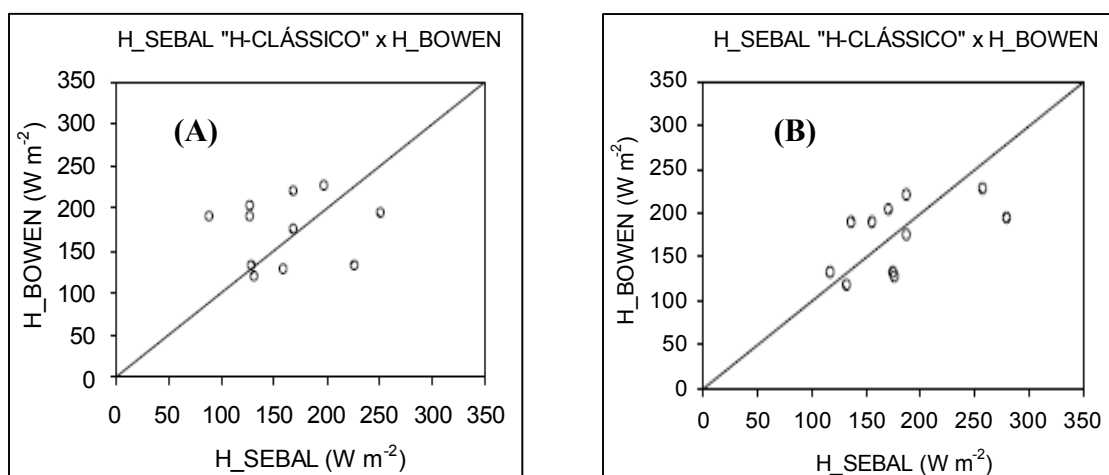 H_SEBAL "H-CLÁSSICO" x H_BOWEN
350
300
250
200
150
100
50
0
H_BOWEN (W m-2)
(A)
0 50 100 150 200 250 300 350
H_SEBAL (W m-2)
H_SEBAL "H-CLÁSSICO" x H_BOWEN
350
300
250
200
150
100
50
0
H_BOWEN (W m-2)
(B)
0 50 100 150 200 250 300 350
H_SEBAL (W m-2)